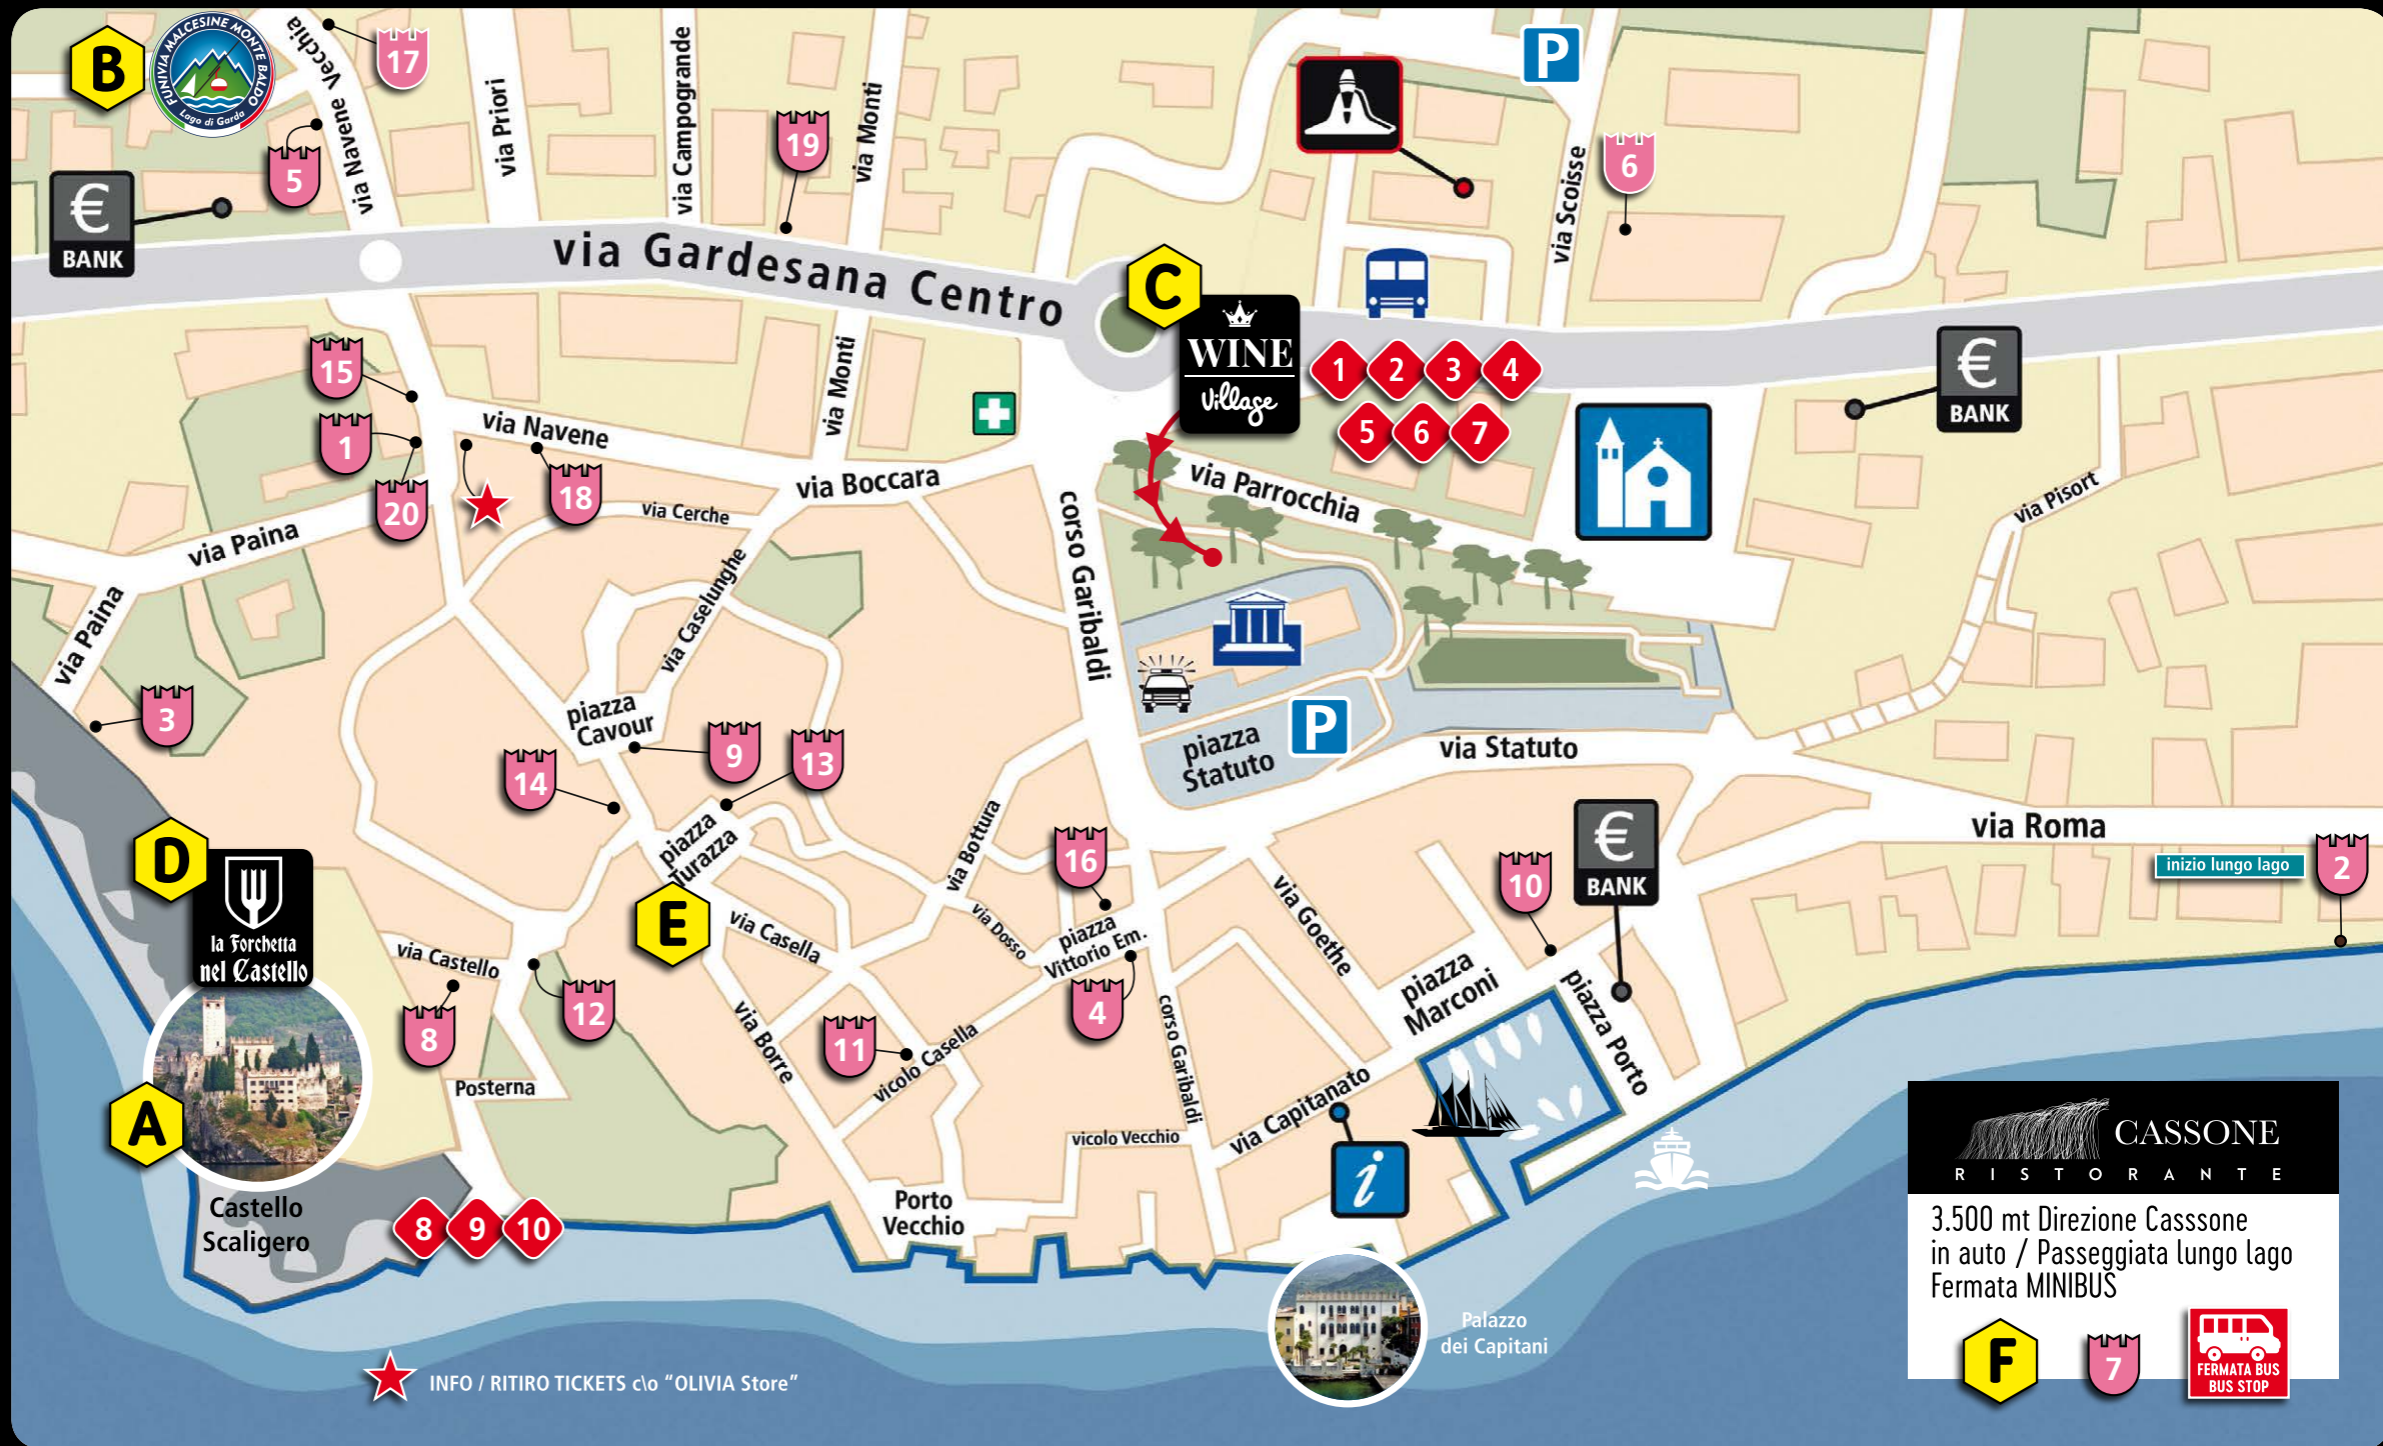 B
FUNIVIA MALCESINE MONTE BALDO
Lago di Garda
17
via Navene Vecchia
via Priori
via Campogrande
via Monti
19
P
5
6
via Scoisse
€
BANK
via Gardesana Centro
C
WINE
village
1 2 3 4
5 6 7
€
BANK
15
1
20
via Navene
18
via Monti
via Boccara
via Cerche
via Paina
via Paina
via Caselunghe
corso Garibaldi
via Parrocchia
via Pisort
3
piazza
Cavour
9
13
14
piazza
Turazza
piazza
Statuto
P
via Statuto
via Roma
inizio lungo lago
2
D
la Forchetta
nel Castello
E
via Casella
via Bottura
16
via Dosso
piazza
Vittorio Em.
4
via Goethe
10
€
BANK
piazza
Marconi
piazza Porto
via Castello
8
12
via Borre
11
vicolo Casella
corso Garibaldi
Posterna
vicolo Vecchio
via Capitanato
i
A
Castello
Scaligero
8 9 10
Porto
Vecchio
Palazzo
dei Capitani
INFO / RITIRO TICKETS c\o “OLIVIA Store”
CASSONE
RISTORANTE
3.500 mt Direzione Casssone
in auto / Passeggiata lungo lago
Fermata MINIBUS
F
7
FERMATA BUS
BUS STOP